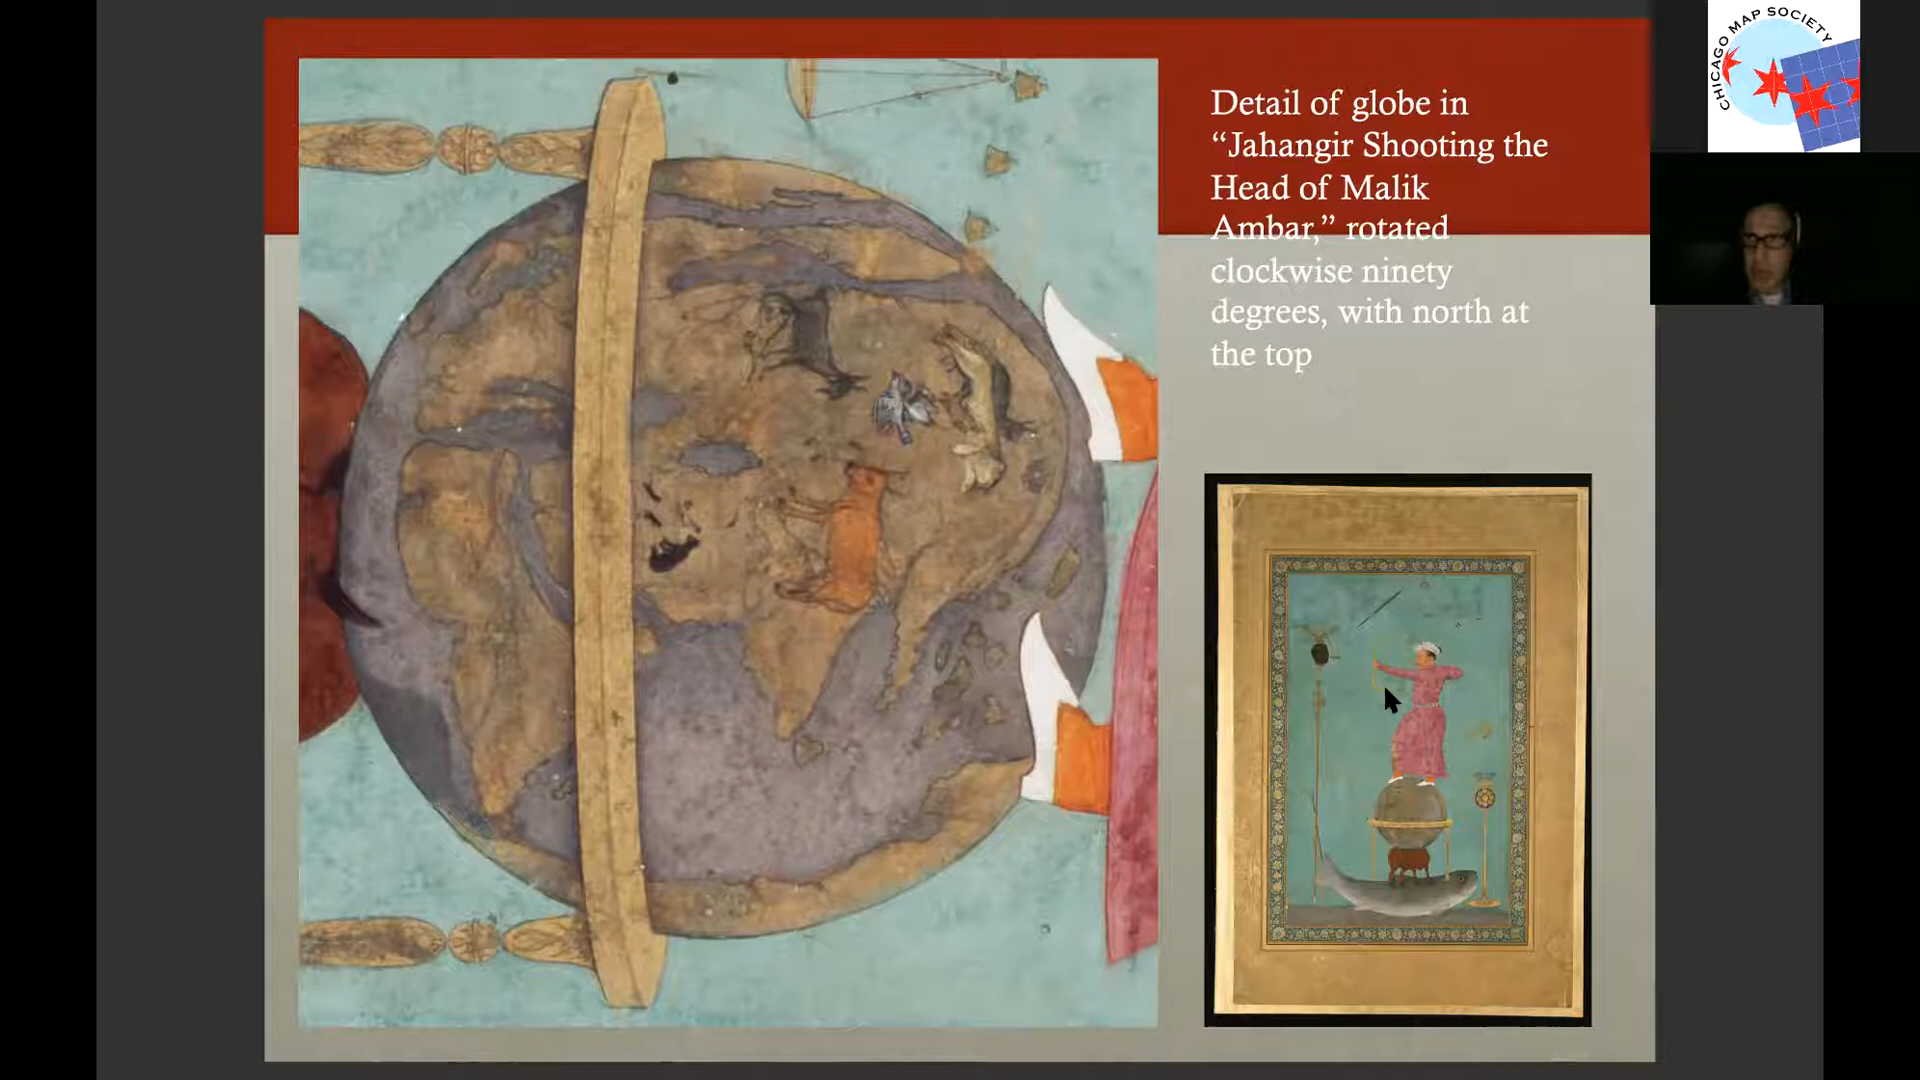 Detail of globe in
“Jahangir Shooting the
Head of Malik
Ambar,” rotated
clockwise ninety
degrees, with north at
the top
CHICAGO MAP SOCIETY